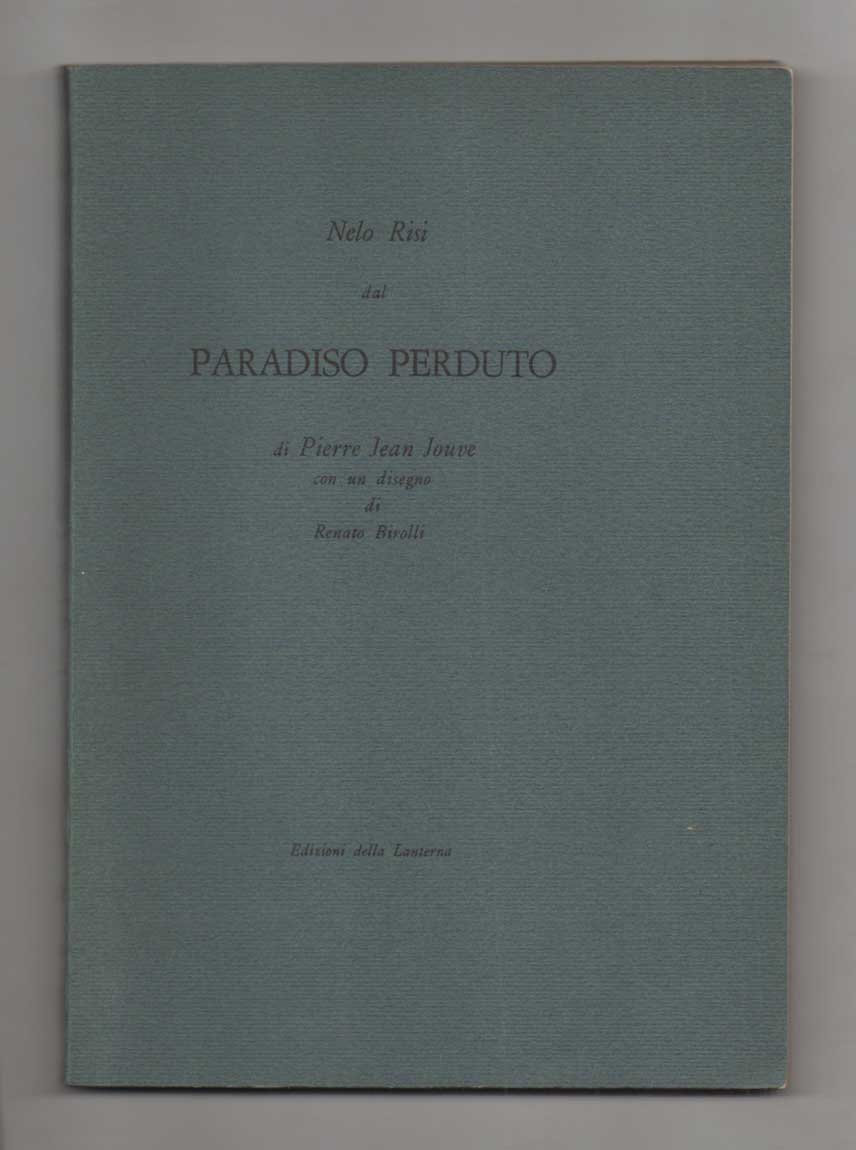 Nelo Risi
dal
PARADISO PERDUTO
di Pierre Jean Jouve
con un disegno
di
Renato Birolli
Edizioni della Lanterna